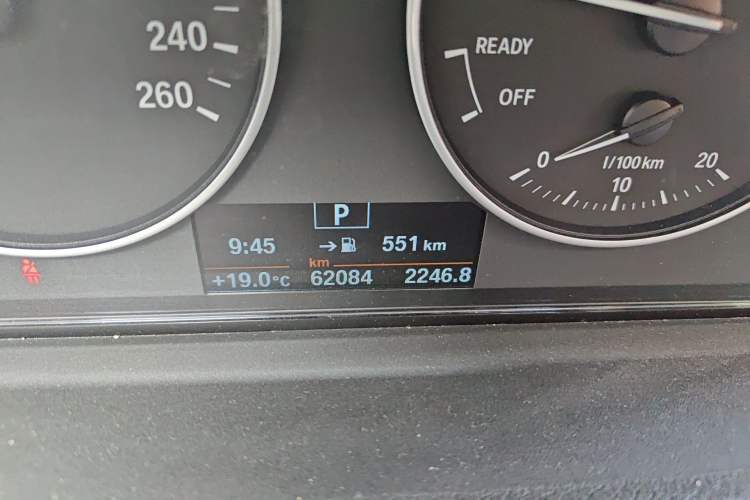 240
260
READY
OFF
0
10
20
l/100km
P
9:45 → 551 km
km
+19.0°C 62084 2246.8